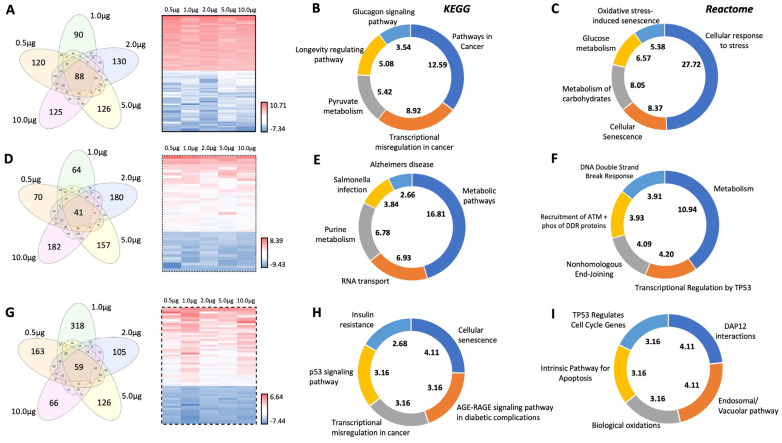 A
1.0µg
0.5µg
2.0µg
90
120
130
88
125
126
10.0µg
5.0µg
0.5µg 1.0µg 2.0µg 5.0µg 10.0µg
10.71
-7.34
B
KEGG
Glucagon signaling
pathway
Pathways in
Cancer
Longevity regulating
pathway
Pyruvate metabolism
Transcriptional
misregulation in cancer
3.54
5.08
12.59
5.42
8.92
C
Reactome
Oxidative stress-
induced senescence
Cellular response
to stress
Glucose
metabolism
Metabolism of
carbohydrates
Cellular
Senescence
5.38
6.57
27.72
8.05
8.37
D
1.0µg
0.5µg
2.0µg
64
70
180
41
182
157
10.0µg
5.0µg
0.5µg 1.0µg 2.0µg 5.0µg 10.0µg
8.39
-9.43
E
Alzheimers disease
Salmonella
infection
Metabolic
pathways
Purine
metabolism
RNA transport
2.66
3.84
16.81
6.78
6.93
F
DNA Double Strand
Break Response
Metabolism
Recruitment of ATM +
phos of DDR proteins
Nonhomologous
End-Joining
Transcriptional Regulation by TP53
3.91
3.93
10.94
4.09
4.20
G
1.0µg
0.5µg
2.0µg
318
163
105
59
66
126
10.0µg
5.0µg
0.5µg 1.0µg 2.0µg 5.0µg 10.0µg
6.64
-7.44
H
Insulin
resistance
Cellular
senescence
p53 signaling
pathway
Transcriptional
misregulation in cancer
AGE-RAGE signaling pathway
in diabetic complications
2.68
4.11
3.16
3.16
3.16
I
TP53 Regulates
Cell Cycle Genes
DAP12
interactions
Intrinsic Pathway for
Apoptosis
Biological oxidations
Endosomal/
Vacuolar pathway
3.16
4.11
3.16
4.11
3.16